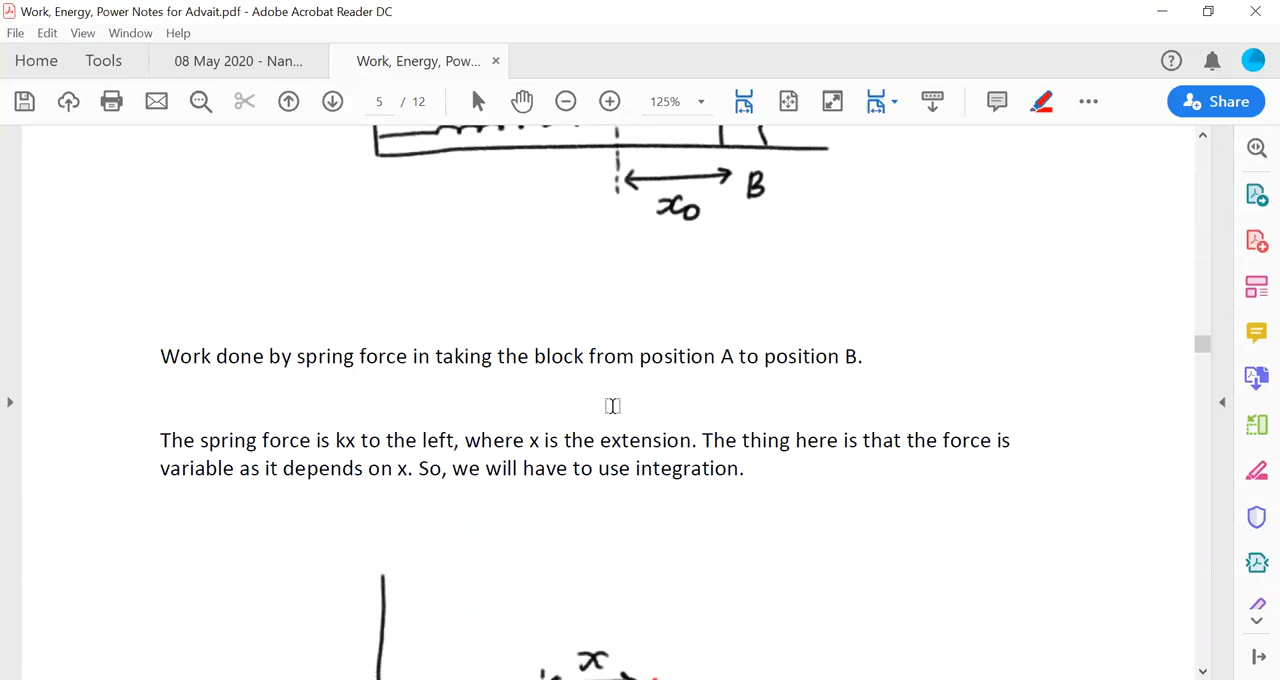 Work, Energy, Power Notes for Advait.pdf - Adobe Acrobat Reader DC
File Edit View Window Help
Home Tools 08 May 2020 - Nan... Work, Energy, Pow... ×
5 / 12 125% Share
B
x₀
Work done by spring force in taking the block from position A to position B.
The spring force is kx to the left, where x is the extension. The thing here is that the force is
variable as it depends on x. So, we will have to use integration.
x